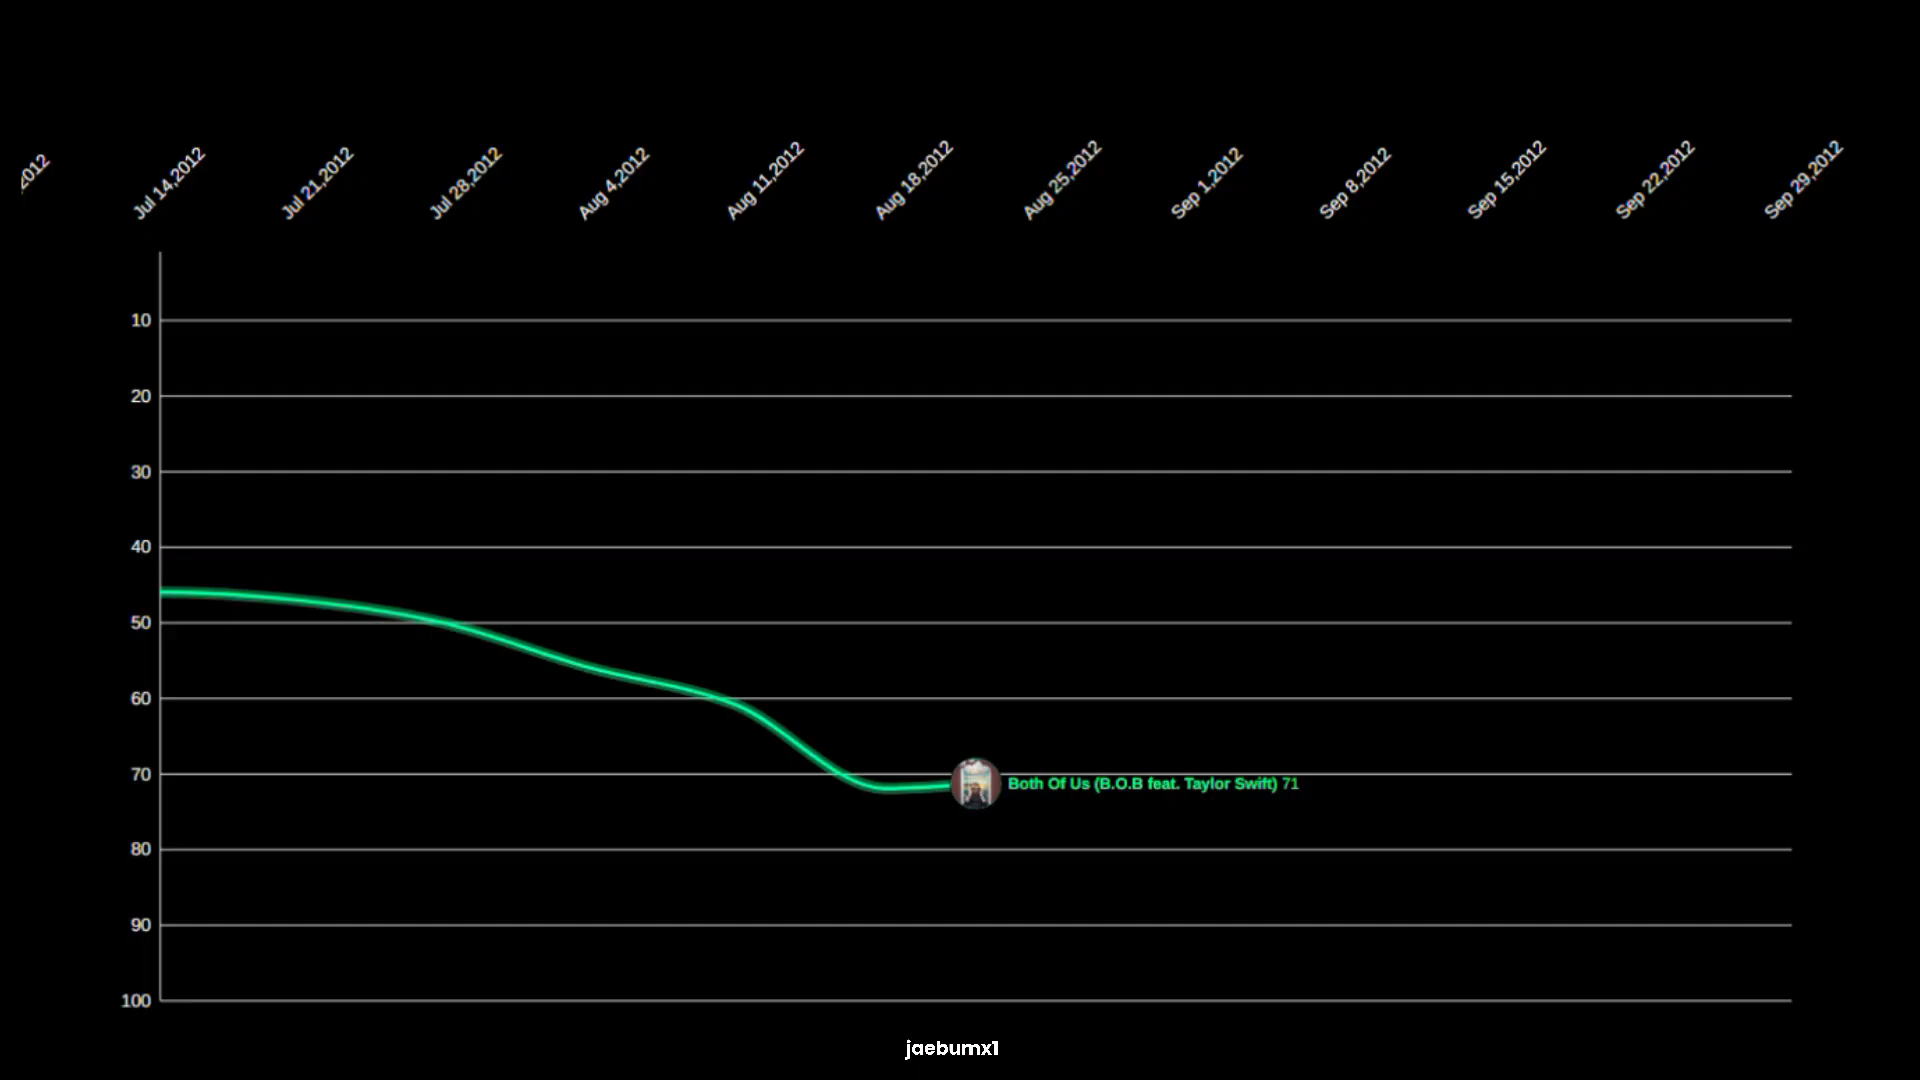 2012
Jul 14,2012
Jul 21,2012
Jul 28,2012
Aug 4,2012
Aug 11,2012
Aug 18,2012
Aug 25,2012
Sep 1,2012
Sep 8,2012
Sep 15,2012
Sep 22,2012
Sep 29,2012
10
20
30
40
50
60
70
Both Of Us (B.O.B feat. Taylor Swift) 71
80
90
100
jaebumx1